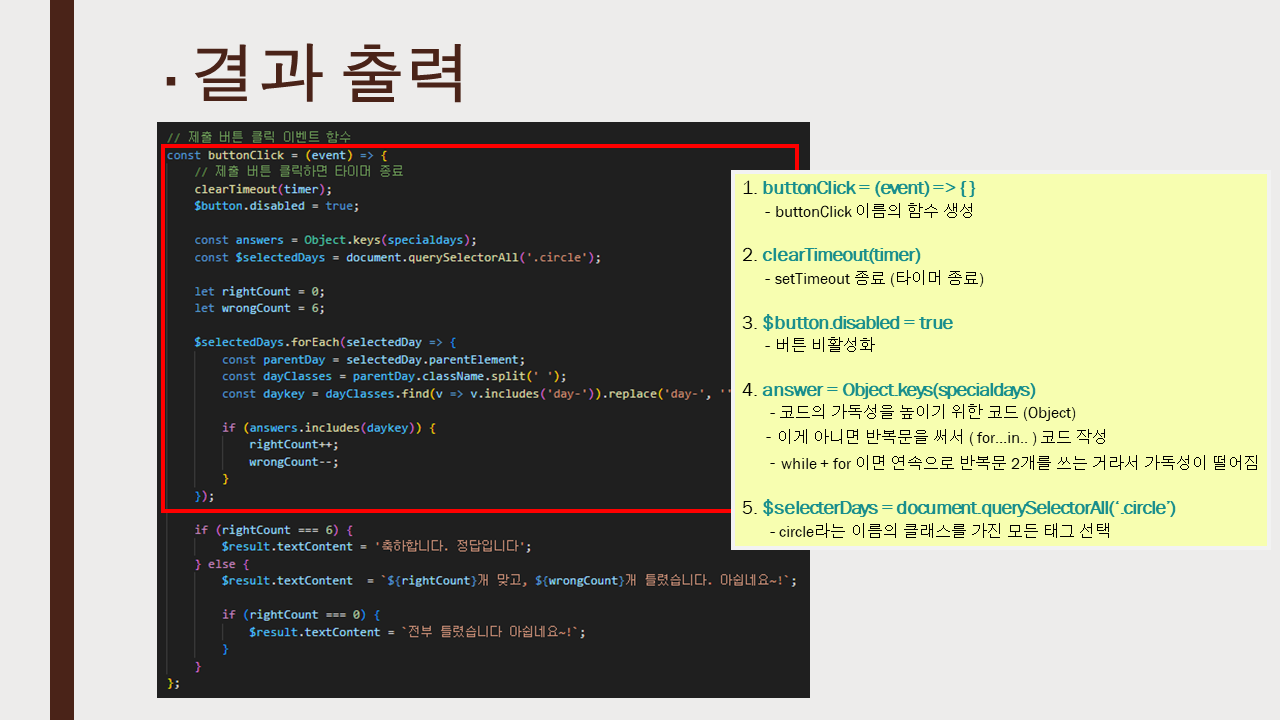 ▪ 결과 출력
// 제출 버튼 클릭 이벤트 함수
const buttonClick = (event) => {
// 제출 버튼 클릭하면 타이머 종료
clearTimeout(timer);
$button.disabled = true;
const answers = Object.keys(specialdays);
const $selectedDays = document.querySelectorAll('.circle');
let rightCount = 0;
let wrongCount = 6;
$selectedDays.forEach(selectedDay => {
const parentDay = selectedDay.parentElement;
const dayClasses = parentDay.className.split(' ');
const daykey = dayClasses.find(v => v.includes('day-')).replace('day-', ''
if (answers.includes(daykey)) {
rightCount++;
wrongCount--;
}
});
if (rightCount === 6) {
$result.textContent = '축하합니다. 정답입니다';
} else {
$result.textContent  = `${rightCount}개 맞고, ${wrongCount}개 틀렸습니다. 아쉽네요~!`;
if (rightCount === 0) {
$result.textContent = `전부 틀렸습니다 아쉽네요~!`;
}
}
};
1. buttonClick = (event) => { }
- buttonClick 이름의 함수 생성
2. clearTimeout(timer)
- setTimeout 종료 (타이머 종료)
3. $button.disabled = true
- 버튼 비활성화
4. answer = Object.keys(specialdays)
- 코드의 가독성을 높이기 위한 코드 (Object)
- 이게 아니면 반복문을 써서 ( for...in.. ) 코드 작성
- while + for 이면 연속으로 반복문 2개를 쓰는 거라서 가독성이 떨어짐
5. $selecterDays = document.querySelectorAll(‘.circle’)
- circle라는 이름의 클래스를 가진 모든 태그 선택